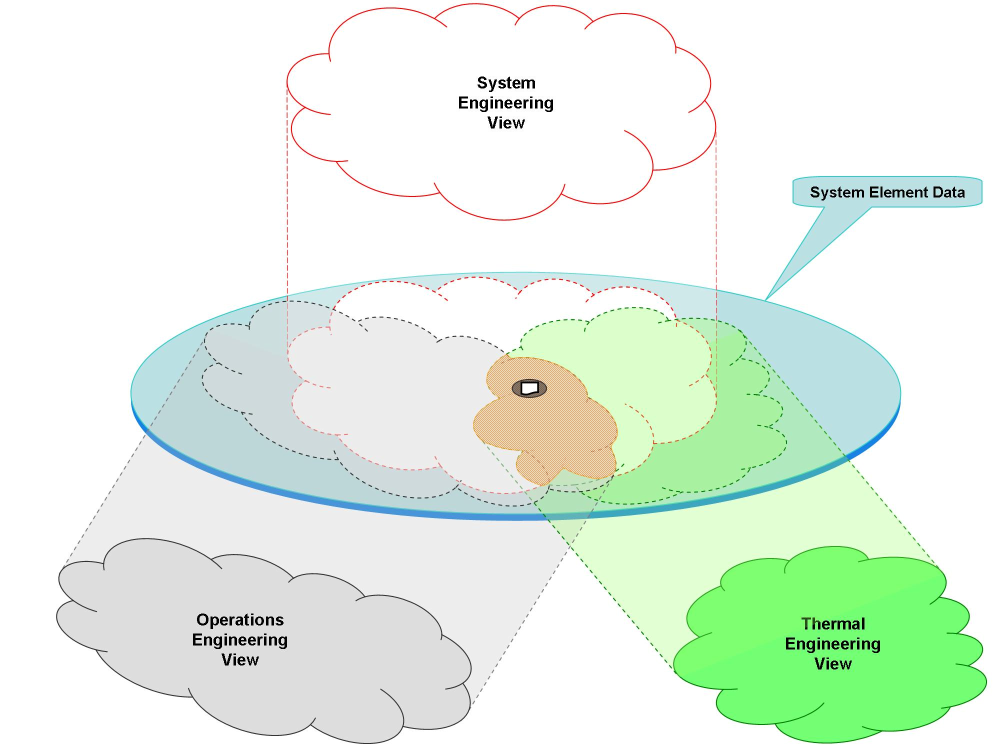 System
Engineering
View
System Element Data
Operations
Engineering
View
Thermal
Engineering
View